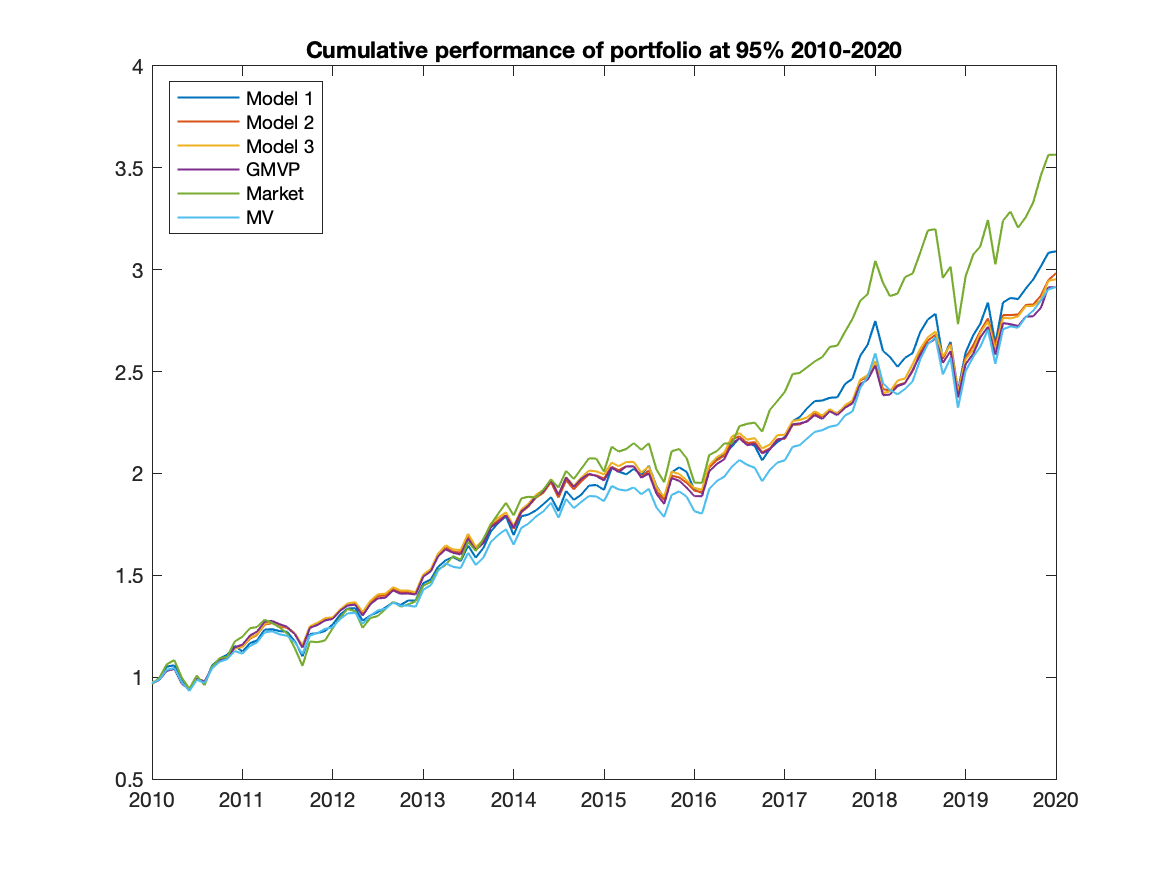 Cumulative performance of portfolio at 95% 2010-2020
4
3.5
3
2.5
2
1.5
1
0.5
Model 1
Model 2
Model 3
GMVP
Market
MV
2010 2011 2012 2013 2014 2015 2016 2017 2018 2019 2020